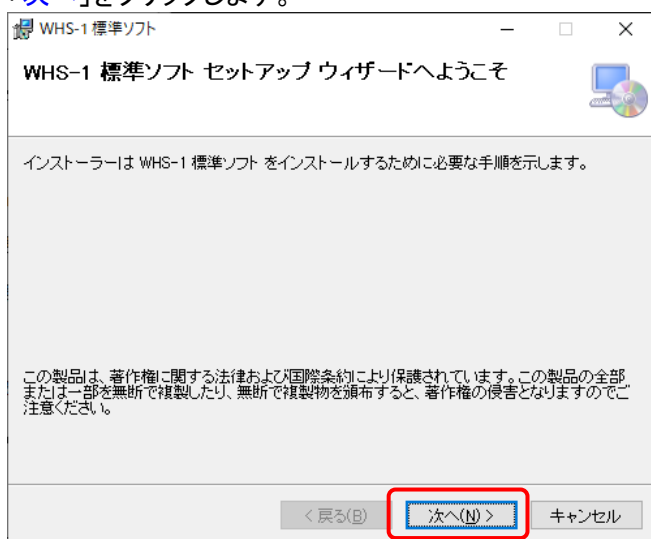 「次へ」をクリックします。
WHS-1 標準ソフト
WHS-1 標準ソフト セットアップ ウィザードへようこそ
インストーラーは WHS-1 標準ソフト をインストールするために必要な手順を示します。
この製品は、著作権に関する法律および国際条約により保護されています。この製品の全部
または一部を無断で複製したり、無断で複製物を頒布すると、著作権の侵害となりますのでご
注意ください。
< 戻る(B)
次へ(N) >
キャンセル